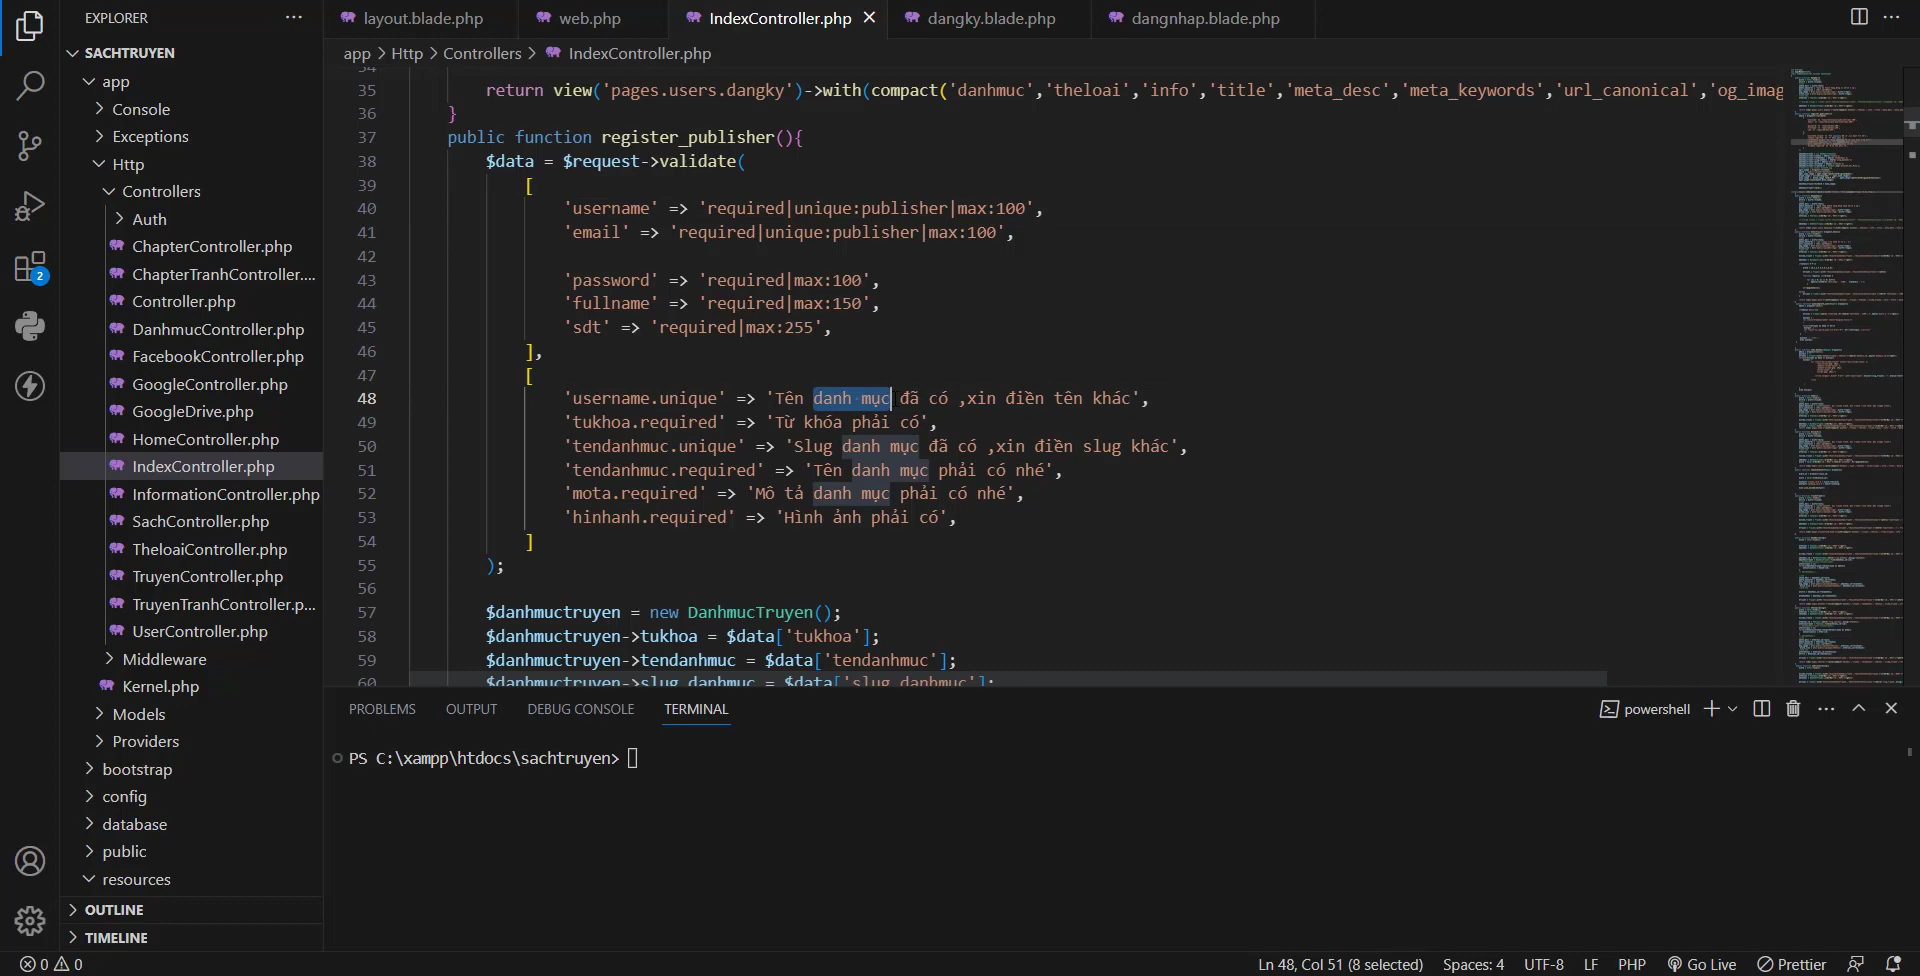 EXPLORER
layout.blade.php
web.php
IndexController.php
dangky.blade.php
dangnhap.blade.php
SACHTRUYEN
app > Http > Controllers > IndexController.php
app
Console
Exceptions
Http
Controllers
Auth
ChapterController.php
ChapterTranhController....
Controller.php
DanhmucController.php
FacebookController.php
GoogleController.php
GoogleDrive.php
HomeController.php
IndexController.php
InformationController.php
SachController.php
TheloaiController.php
TruyenController.php
TruyenTranhController.p...
UserController.php
Middleware
Kernel.php
Models
Providers
bootstrap
config
database
public
resources
OUTLINE
TIMELINE
2
34
35 return view('pages.users.dangky')->with(compact('danhmuc','theloai','info','title','meta_desc','meta_keywords','url_canonical','og_imag
36 }
37 public function register_publisher(){
38 $data = $request->validate(
39 [
40 'username' => 'required|unique:publisher|max:100',
41 'email' => 'required|unique:publisher|max:100',
42
43 'password' => 'required|max:100',
44 'fullname' => 'required|max:150',
45 'sdt' => 'required|max:255',
46 ],
47 [
48 'username.unique' => 'Tên danh mục đã có ,xin điền tên khác',
49 'tukhoa.required' => 'Từ khóa phải có',
50 'tendanhmuc.unique' => 'Slug danh mục đã có ,xin điền slug khác',
51 'tendanhmuc.required' => 'Tên danh mục phải có nhé',
52 'mota.required' => 'Mô tả danh mục phải có nhé',
53 'hinhanh.required' => 'Hình ảnh phải có',
54 ]
55 );
56
57 $danhmuctruyen = new DanhmucTruyen();
58 $danhmuctruyen->tukhoa = $data['tukhoa'];
59 $danhmuctruyen->tendanhmuc = $data['tendanhmuc'];
60 $danhmuctruyen->slug_danhmuc = $data['slug_danhmuc'];
PROBLEMS OUTPUT DEBUG CONSOLE TERMINAL
powershell
PS C:\xampp\htdocs\sachtruyen>
0 0
Ln 48, Col 51 (8 selected) Spaces: 4 UTF-8 LF PHP Go Live Prettier